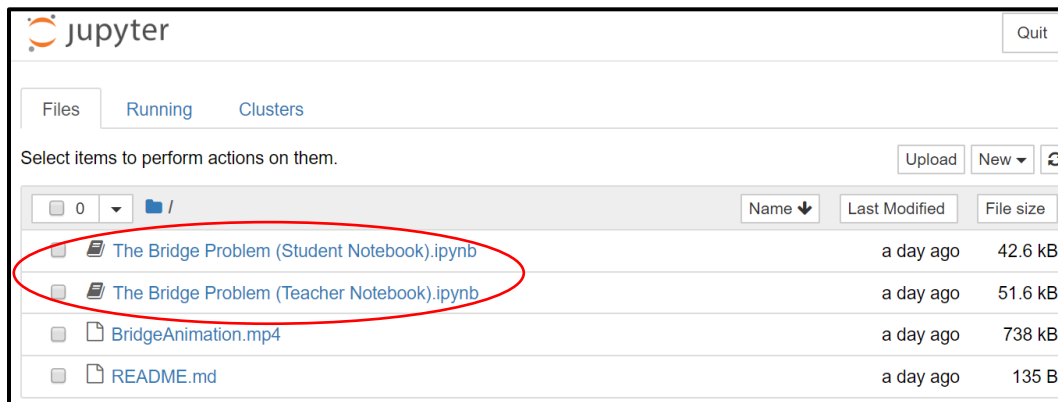 jupyter
Quit
Files Running Clusters
Select items to perform actions on them.
Upload New
0 / Name Last Modified File size
The Bridge Problem (Student Notebook).ipynb a day ago 42.6 kB
The Bridge Problem (Teacher Notebook).ipynb a day ago 51.6 kB
BridgeAnimation.mp4 a day ago 738 kB
README.md a day ago 135 B